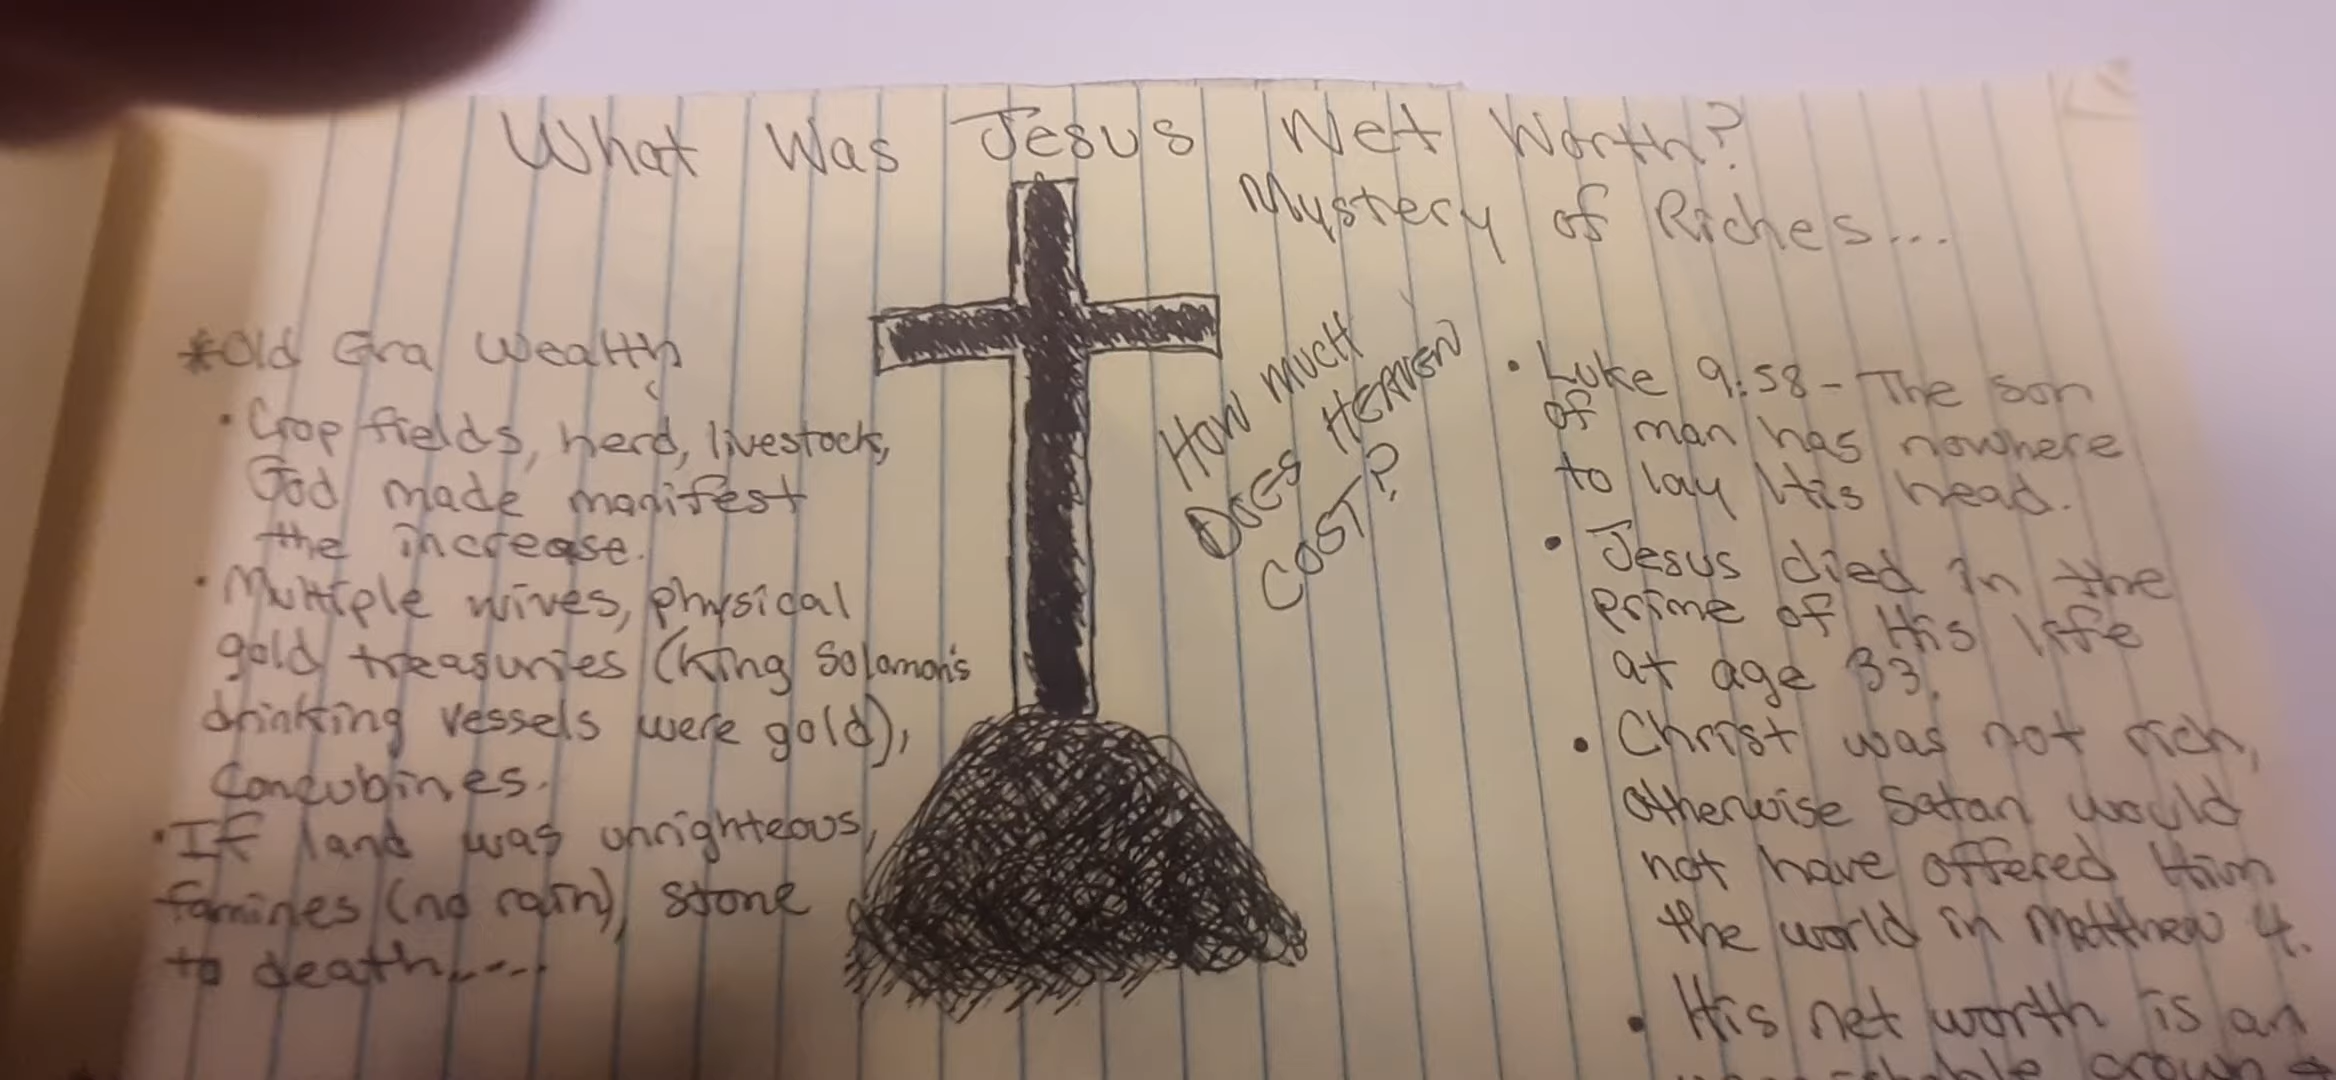 What Was Jesus Net Worth?
Mystery of Riches...
*Old Era Wealth
• Crop fields, herd, livestock,
God made manifest
the increase.
• Multiple wives, physical
gold treasuries (King Solomon's
drinking vessels were gold),
Concubines.
• If land was unrighteous,
famines (no rain), stone
to death,....
HOW MUCH
DOES HEAVEN
COST?
• Luke 9:58 - The son
of man has nowhere
to lay His head.
• Jesus died in the
prime of His life
at age 33.
• Christ was not rich,
otherwise Satan would
not have offered Him
the world in Matthew 4.
• His net worth is an
crown